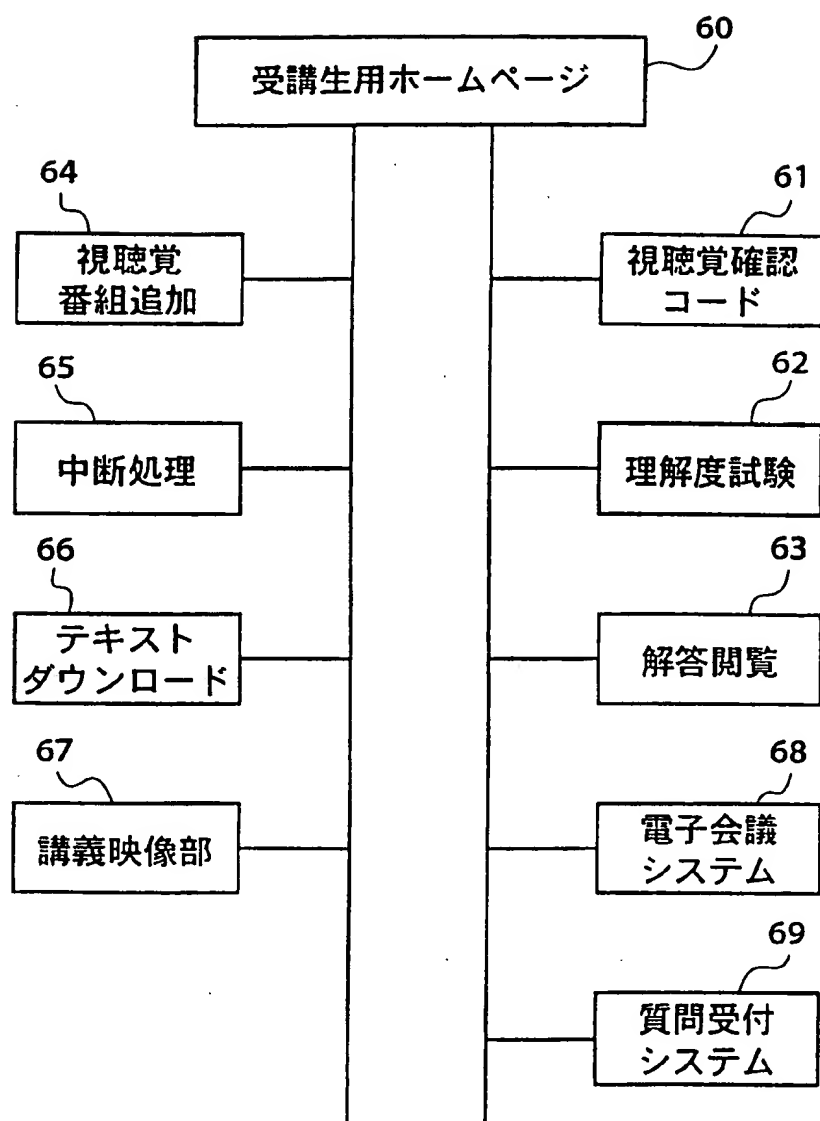 60
受講生用ホームページ
64
視聴覚
番組追加
61
視聴覚確認
コード
65
中断処理
62
理解度試験
66
テキスト
ダウンロード
63
解答閲覧
67
講義映像部
68
電子会議
システム
69
質問受付
システム